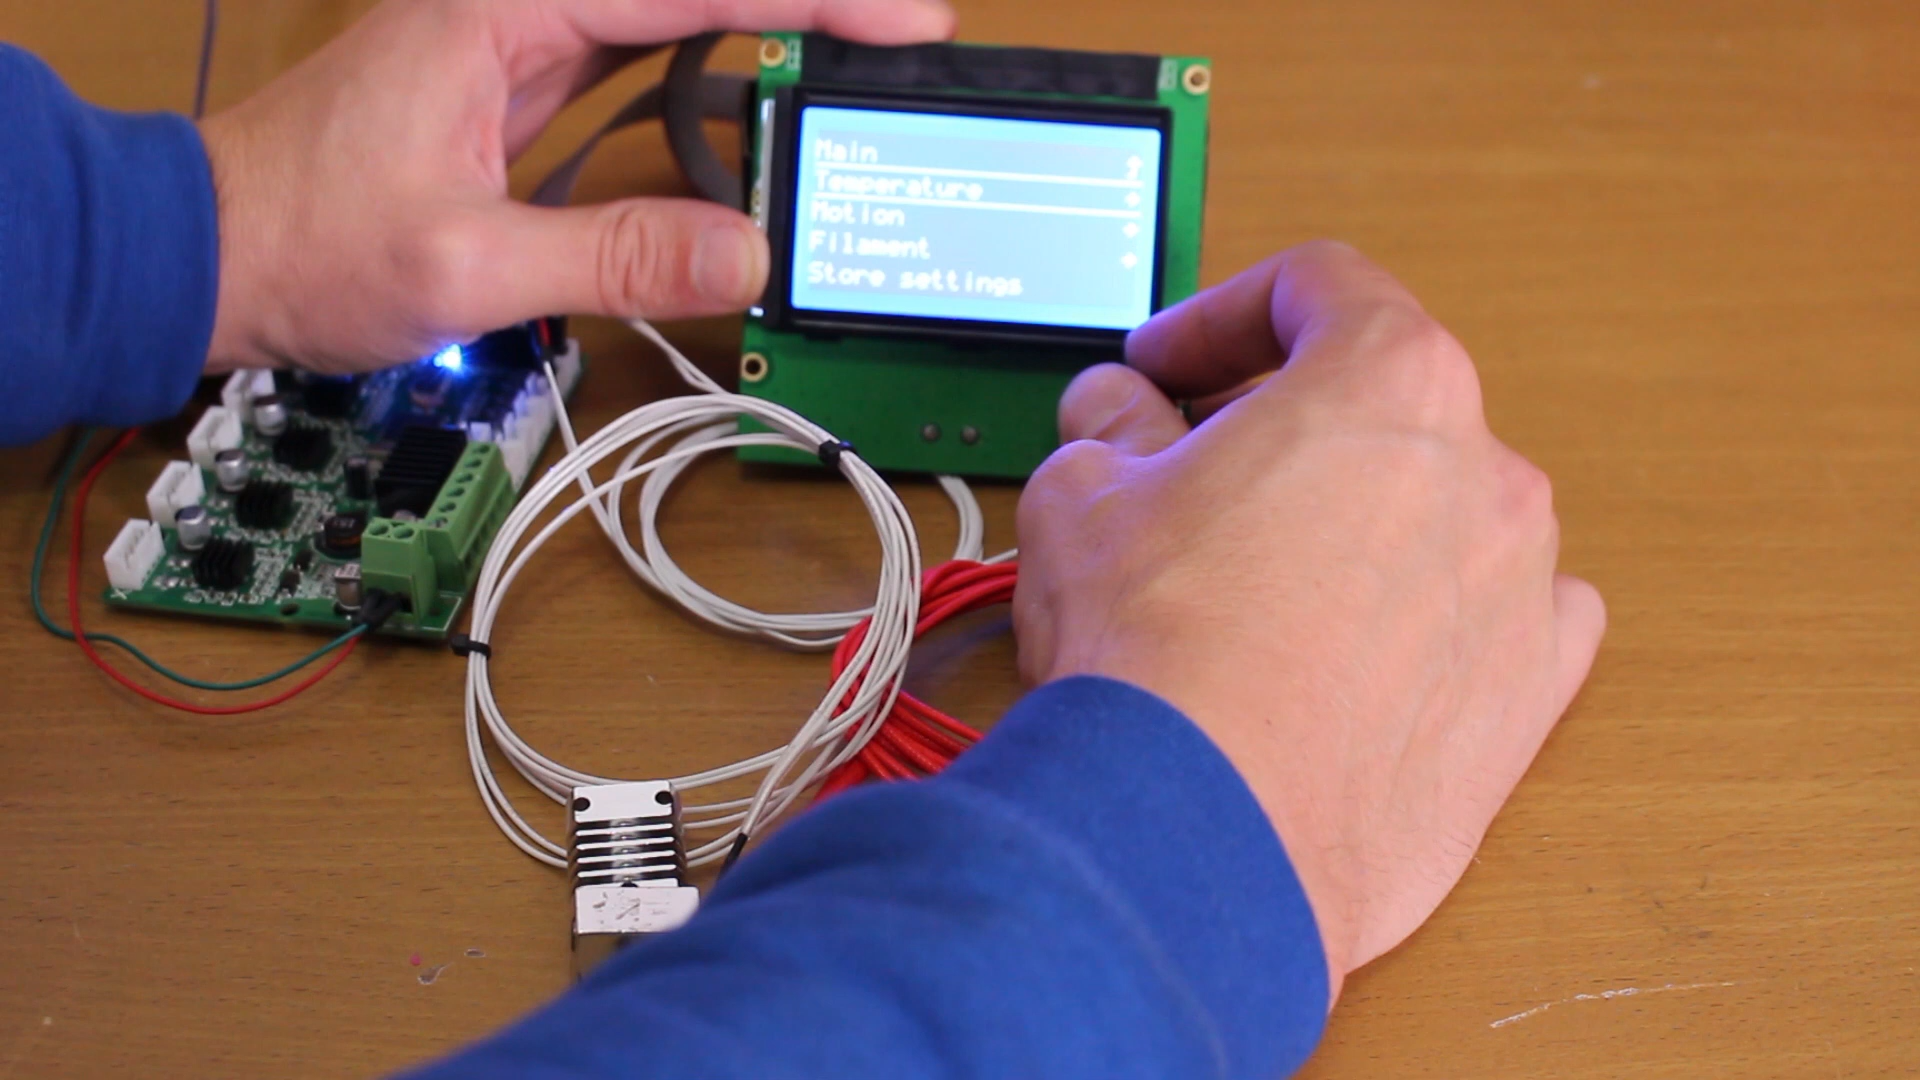 Main
Temperature
Motion
Filament
Store settings